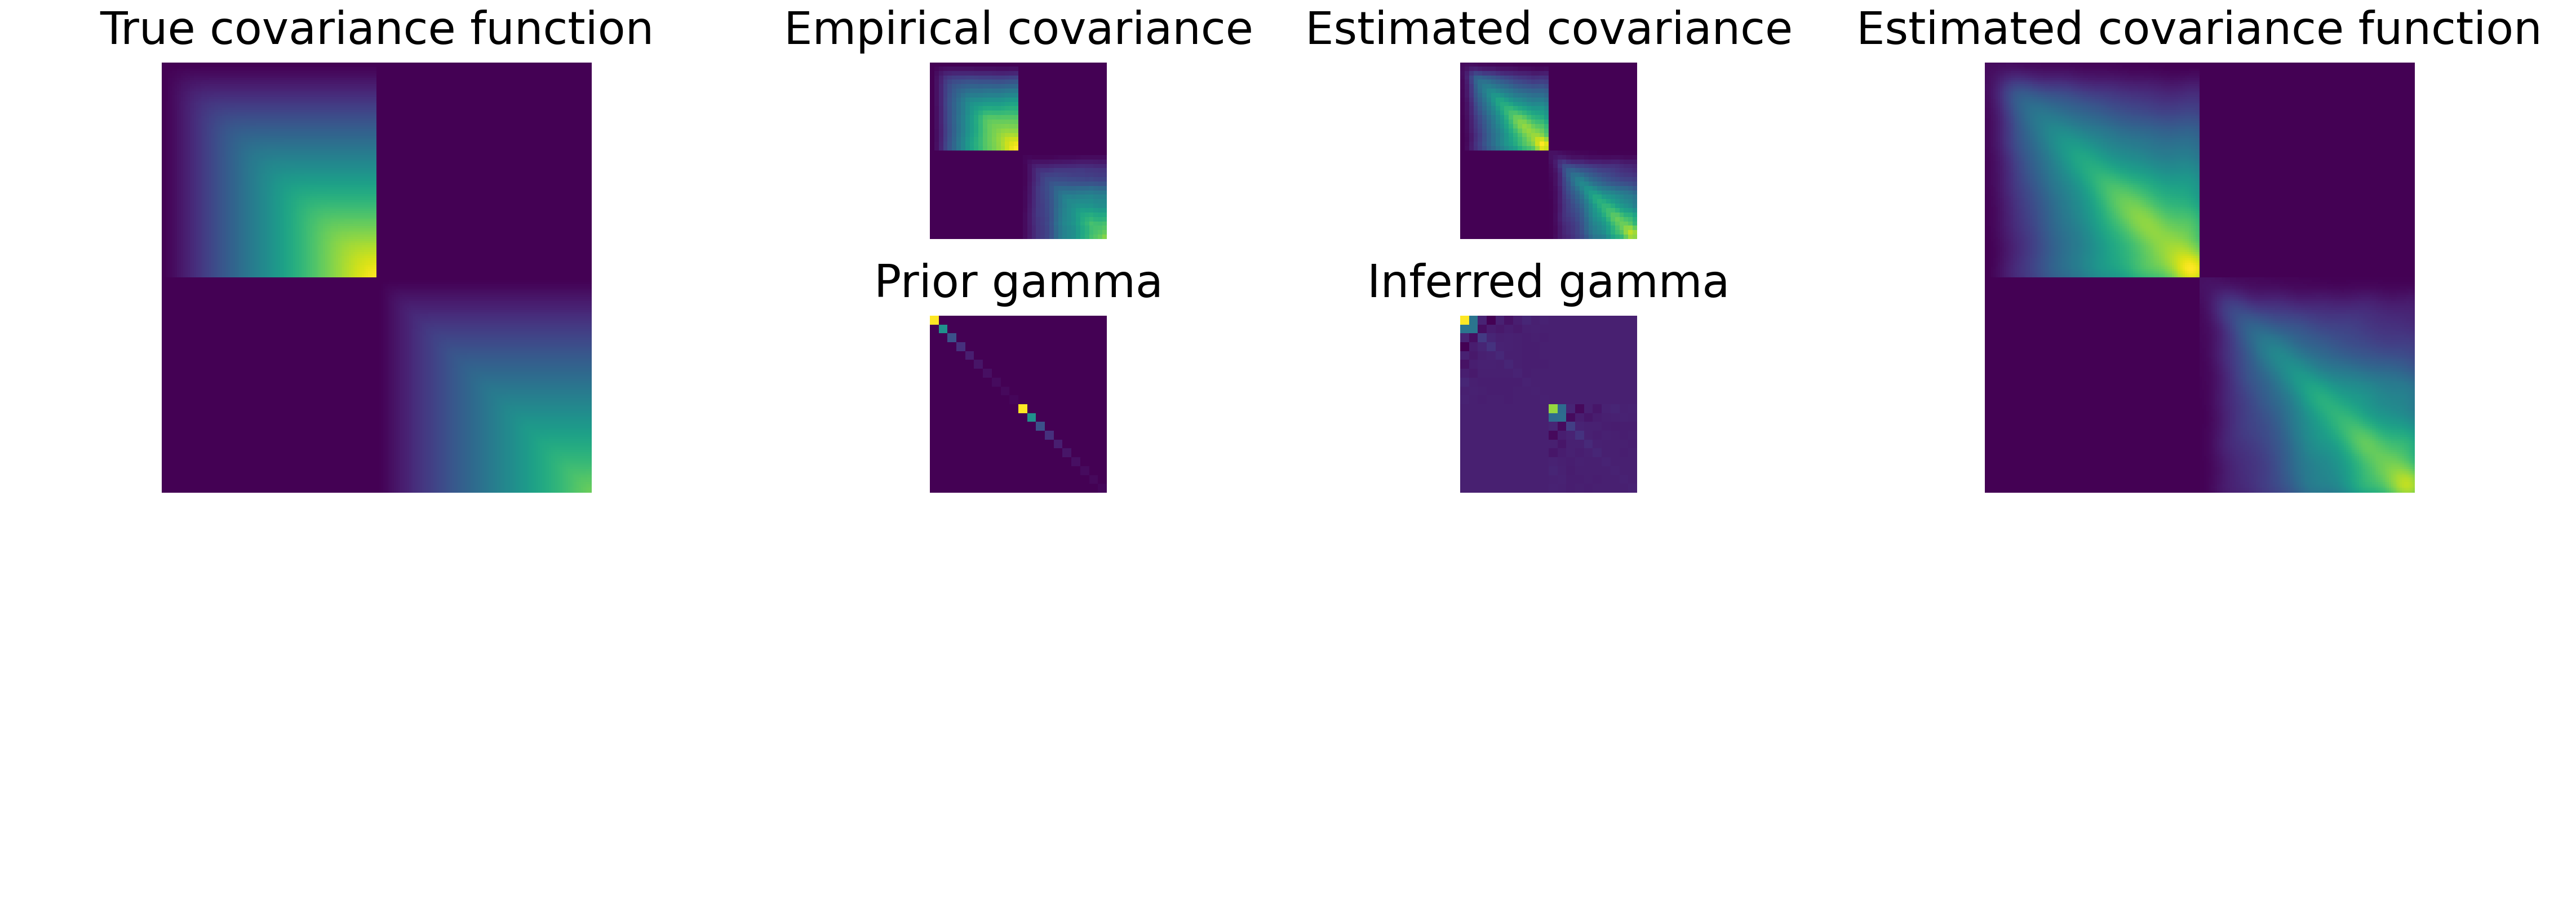 True covariance function
Empirical covariance
Estimated covariance
Estimated covariance function
Prior gamma
Inferred gamma